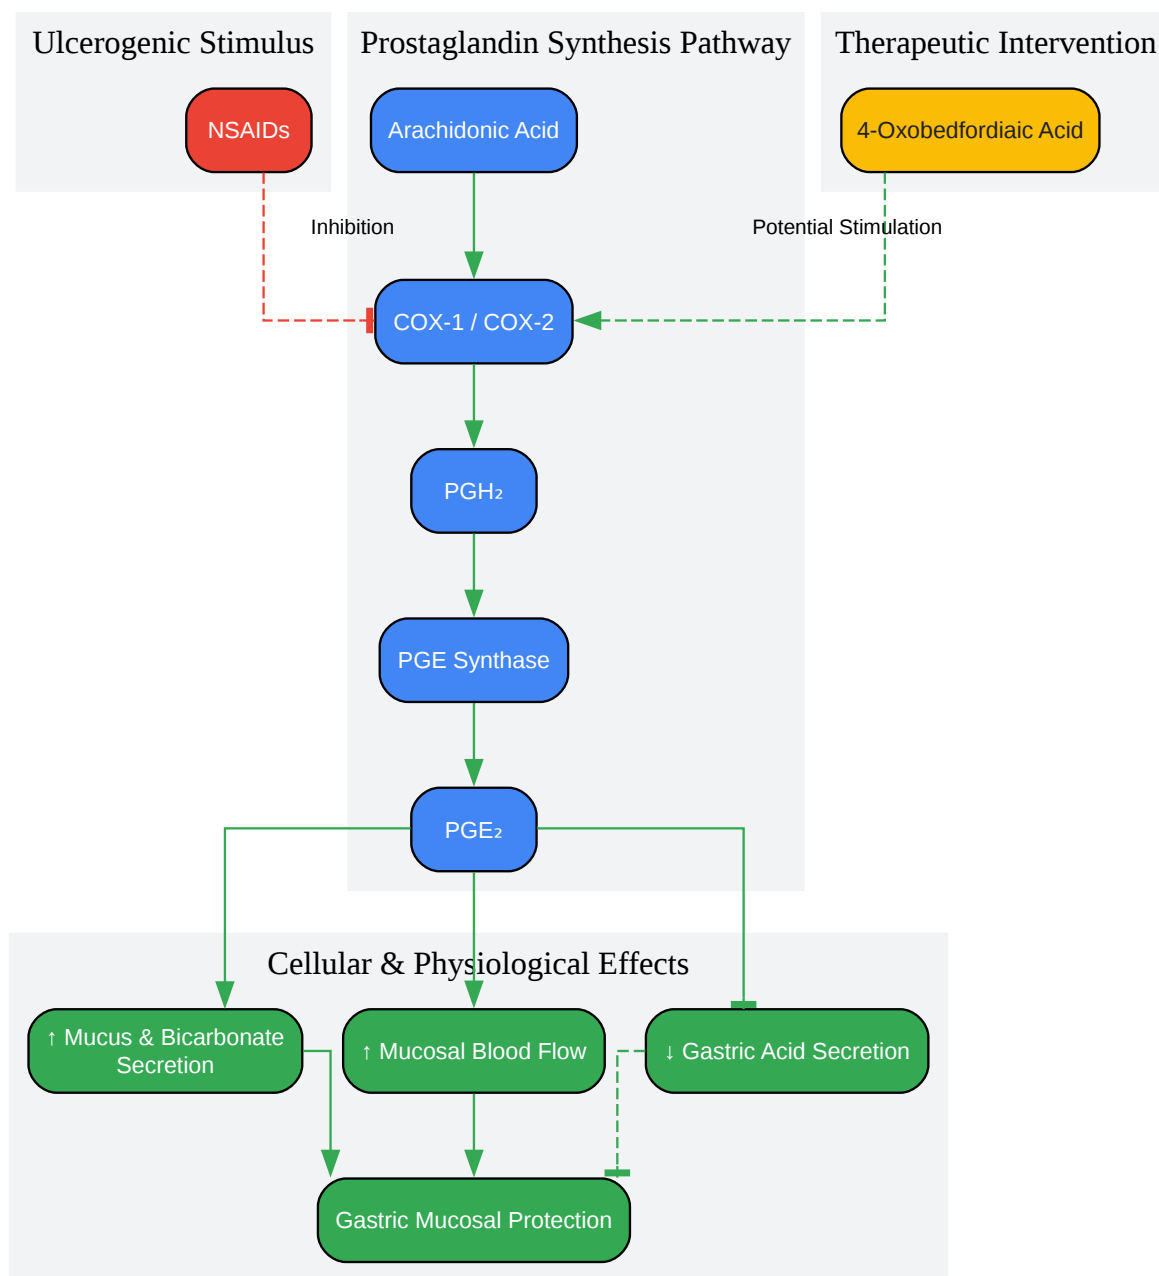 Ulcerogenic Stimulus
Prostaglandin Synthesis Pathway
Therapeutic Intervention
NSAIDs
Arachidonic Acid
4-Oxobedfordiaic Acid
Inhibition
Potential Stimulation
COX-1 / COX-2
PGH₂
PGE Synthase
PGE₂
Cellular & Physiological Effects
↑ Mucus & Bicarbonate
Secretion
↑ Mucosal Blood Flow
↓ Gastric Acid Secretion
Gastric Mucosal Protection